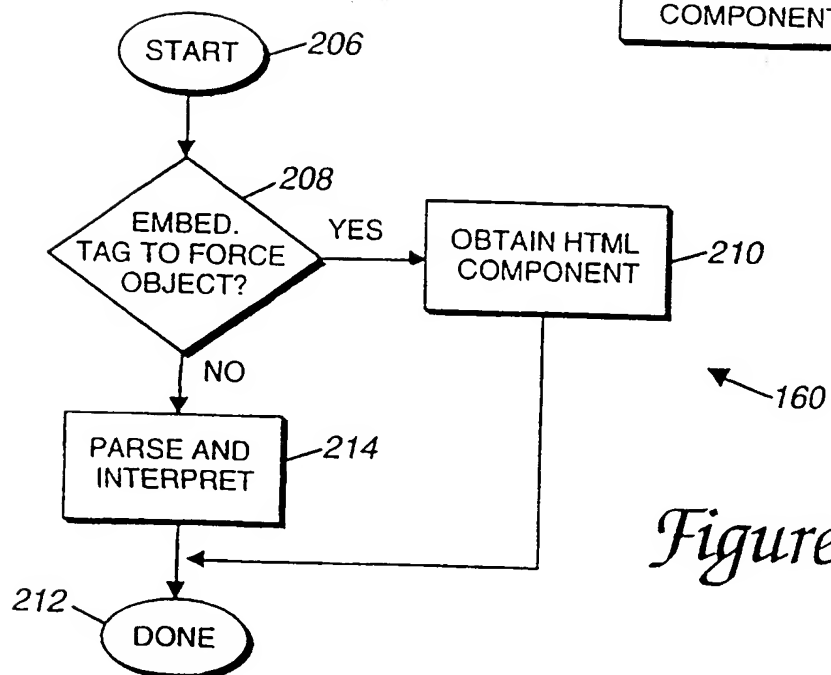 COMPONENT
START
206
208
EMBED.
TAG TO FORCE
OBJECT?
YES
OBTAIN HTML
COMPONENT
210
NO
160
PARSE AND
INTERPRET
214
Figure
212
DONE